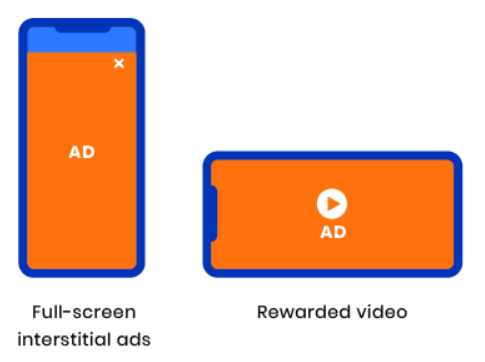 AD
AD
Full-screen
interstitial ads
Rewarded video